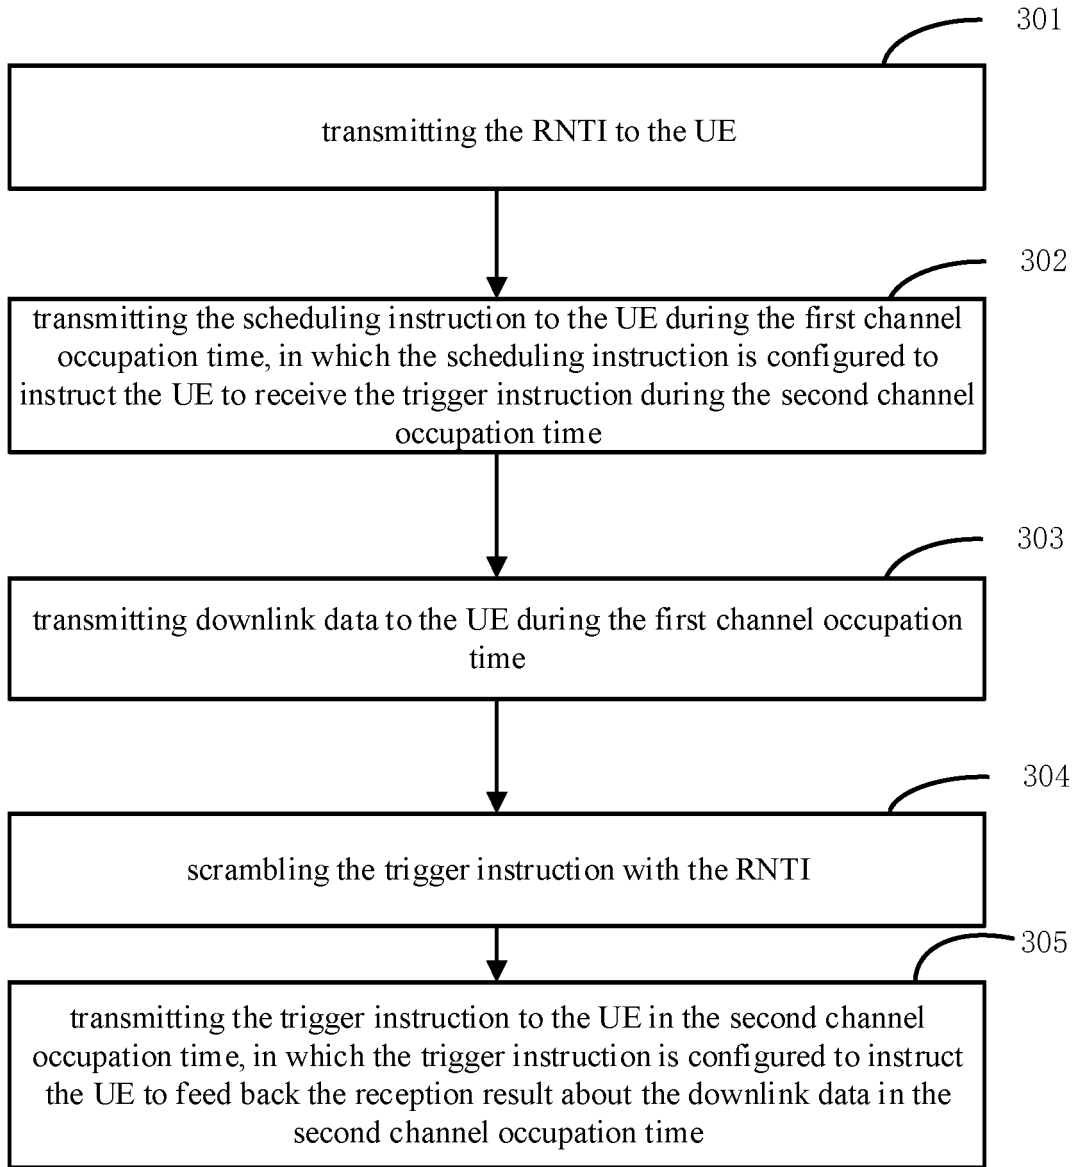 301
transmitting the RNTI to the UE
302
transmitting the scheduling instruction to the UE during the first channel
occupation time, in which the scheduling instruction is configured to
instruct the UE to receive the trigger instruction during the second channel
occupation time
303
transmitting downlink data to the UE during the first channel occupation
time
304
scrambling the trigger instruction with the RNTI
305
transmitting the trigger instruction to the UE in the second channel
occupation time, in which the trigger instruction is configured to instruct
the UE to feed back the reception result about the downlink data in the
second channel occupation time